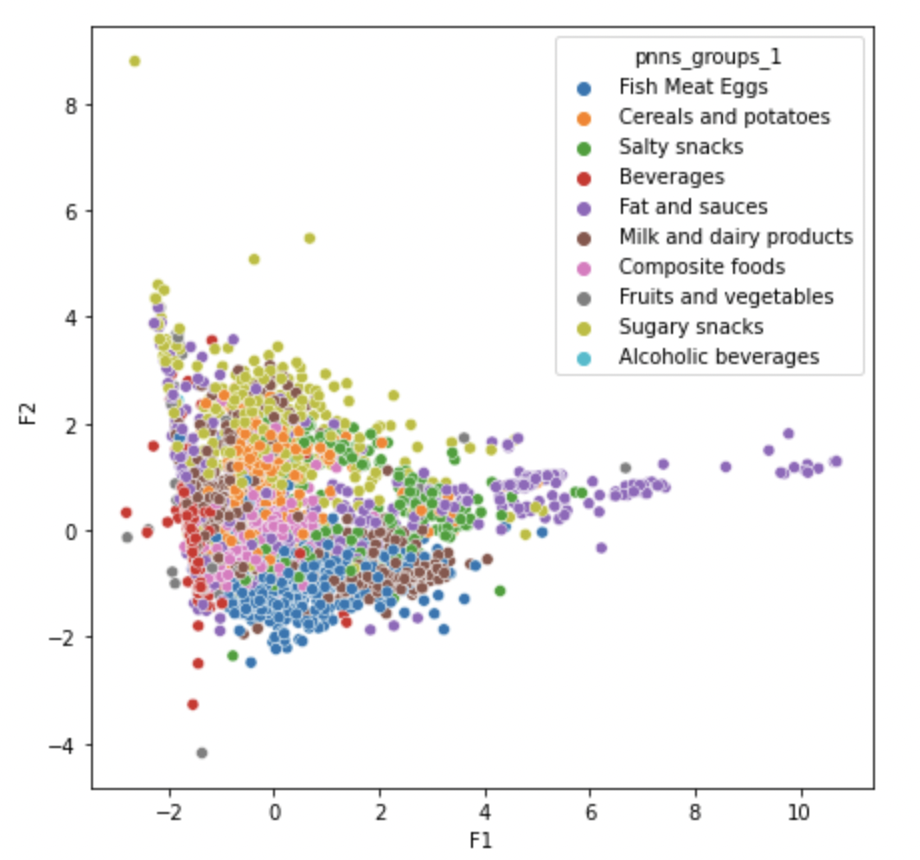 pnns_groups_1
Fish Meat Eggs
Cereals and potatoes
Salty snacks
Beverages
Fat and sauces
Milk and dairy products
Composite foods
Fruits and vegetables
Sugary snacks
Alcoholic beverages
8
6
4
2
0
−2
−4
F2
−2 0 2 4 6 8 10
F1